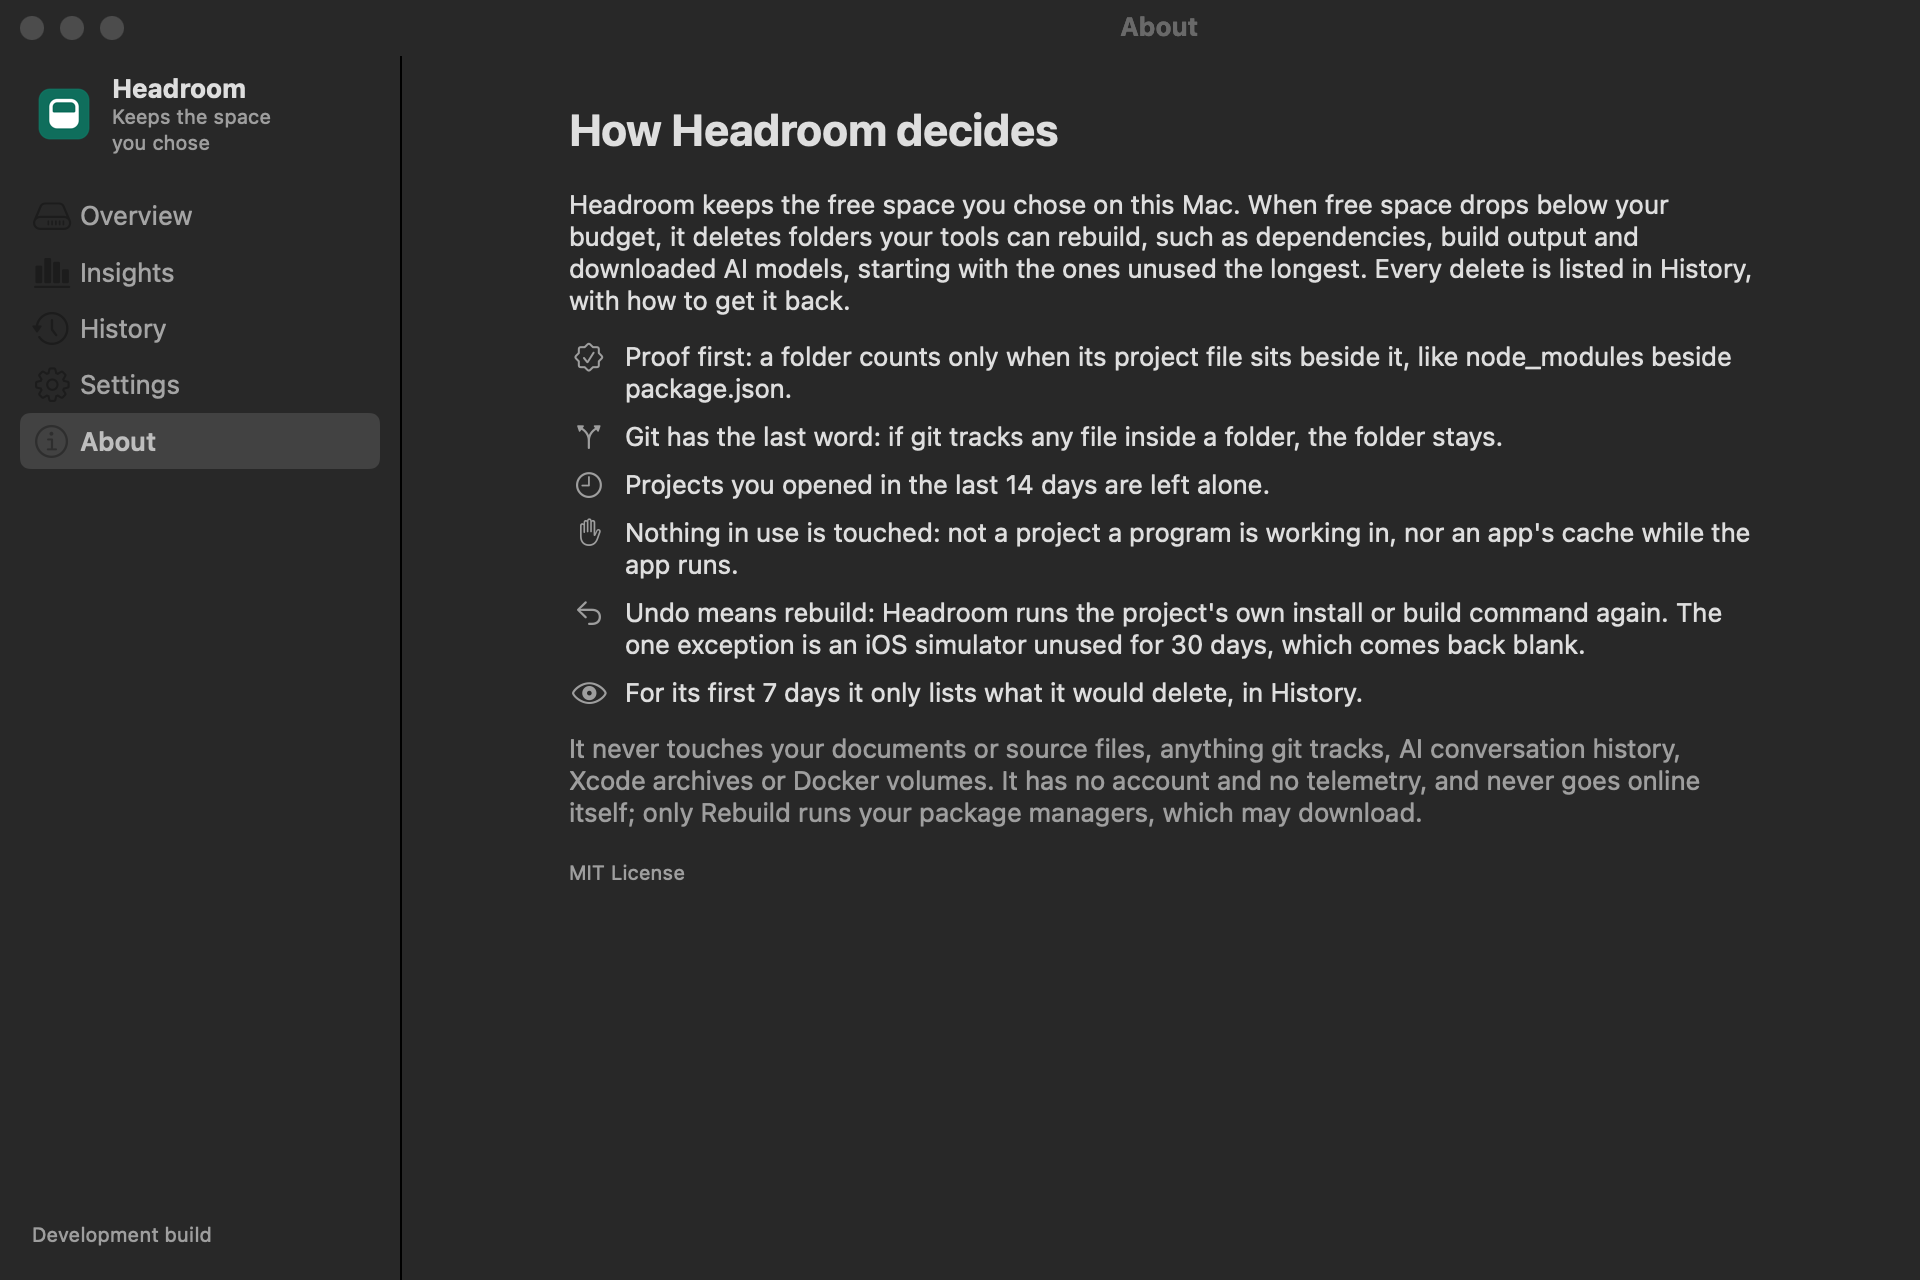 About
Headroom
Keeps the space
you chose
Overview
Insights
History
Settings
About
Development build
How Headroom decides
Headroom keeps the free space you chose on this Mac. When free space drops below your
budget, it deletes folders your tools can rebuild, such as dependencies, build output and
downloaded AI models, starting with the ones unused the longest. Every delete is listed in History,
with how to get it back.
Proof first: a folder counts only when its project file sits beside it, like node_modules beside
package.json.
Git has the last word: if git tracks any file inside a folder, the folder stays.
Projects you opened in the last 14 days are left alone.
Nothing in use is touched: not a project a program is working in, nor an app's cache while the
app runs.
Undo means rebuild: Headroom runs the project's own install or build command again. The
one exception is an iOS simulator unused for 30 days, which comes back blank.
For its first 7 days it only lists what it would delete, in History.
It never touches your documents or source files, anything git tracks, AI conversation history,
Xcode archives or Docker volumes. It has no account and no telemetry, and never goes online
itself; only Rebuild runs your package managers, which may download.
MIT License